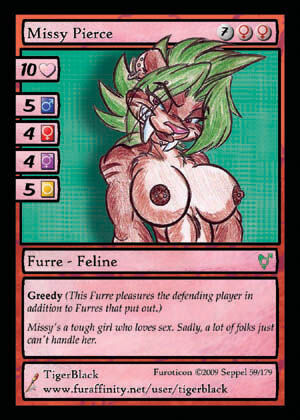 Missy Pierce 7
10
5
4
4
5
Furre - Feline
Greedy (This Furre pleasures the defending player in
addition to Furres that put out.)
Missy's a tough girl who loves sex. Sadly, a lot of folks just
can't handle her.
TigerBlack Furoticon ©2009 Seppel 59/179
www.furaffinity.net/user/tigerblack